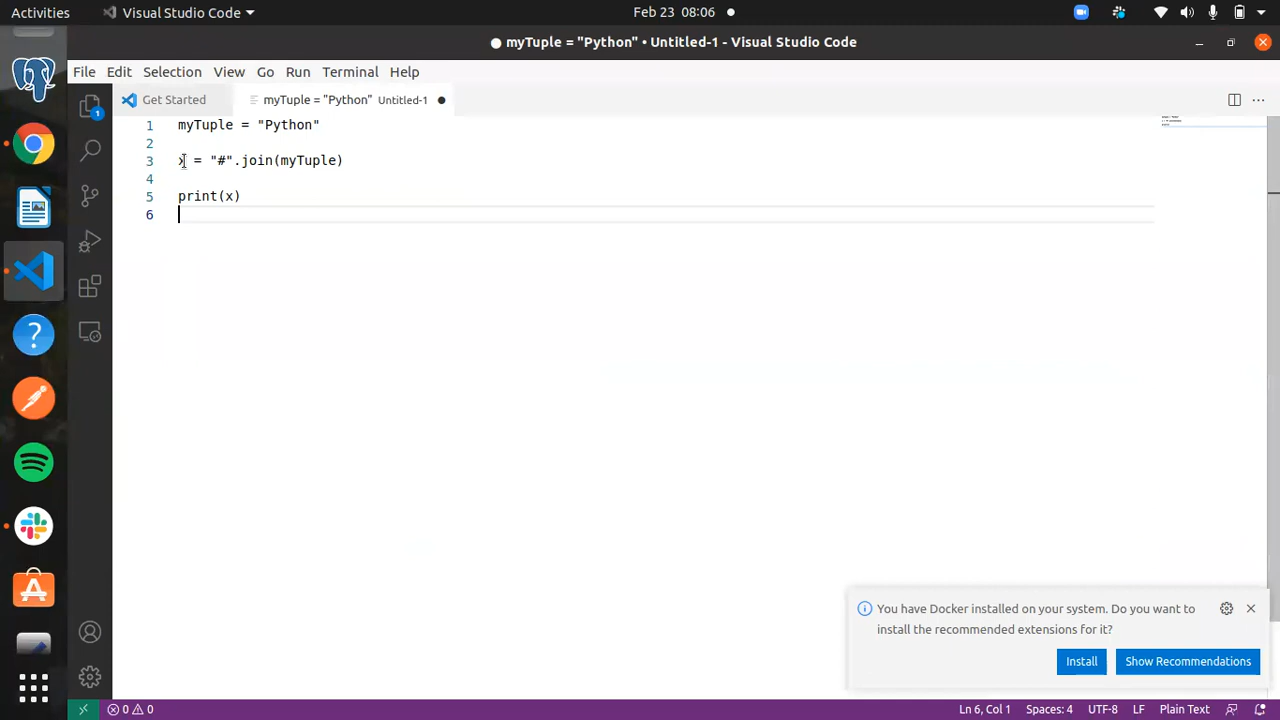 Activities Visual Studio Code Feb 23 08:06
myTuple = "Python" • Untitled-1 - Visual Studio Code
File Edit Selection View Go Run Terminal Help
Get Started myTuple = "Python" Untitled-1
1 myTuple = "Python"
2
3 x = "#".join(myTuple)
4
5 print(x)
6
1
You have Docker installed on your system. Do you want to
install the recommended extensions for it?
Install Show Recommendations
0 0 Ln 6, Col 1 Spaces: 4 UTF-8 LF Plain Text